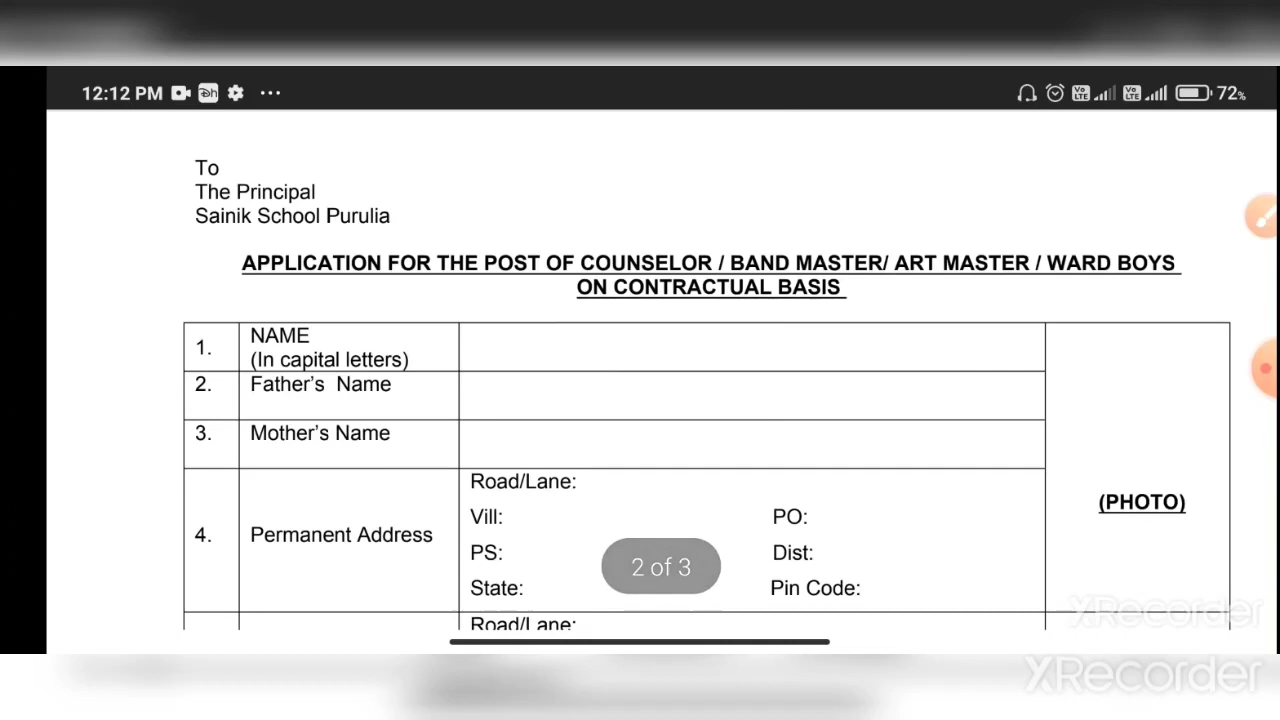 12:12 PM ... 72%
To
The Principal
Sainik School Purulia
APPLICATION FOR THE POST OF COUNSELOR / BAND MASTER/ ART MASTER / WARD BOYS
ON CONTRACTUAL BASIS
1. NAME
(In capital letters)
2. Father's  Name
3. Mother's Name
(PHOTO)
4. Permanent Address
Road/Lane:
Vill: PO:
PS: Dist:
State: Pin Code:
2 of 3
Road/Lane:
XRecorder
XRecorder